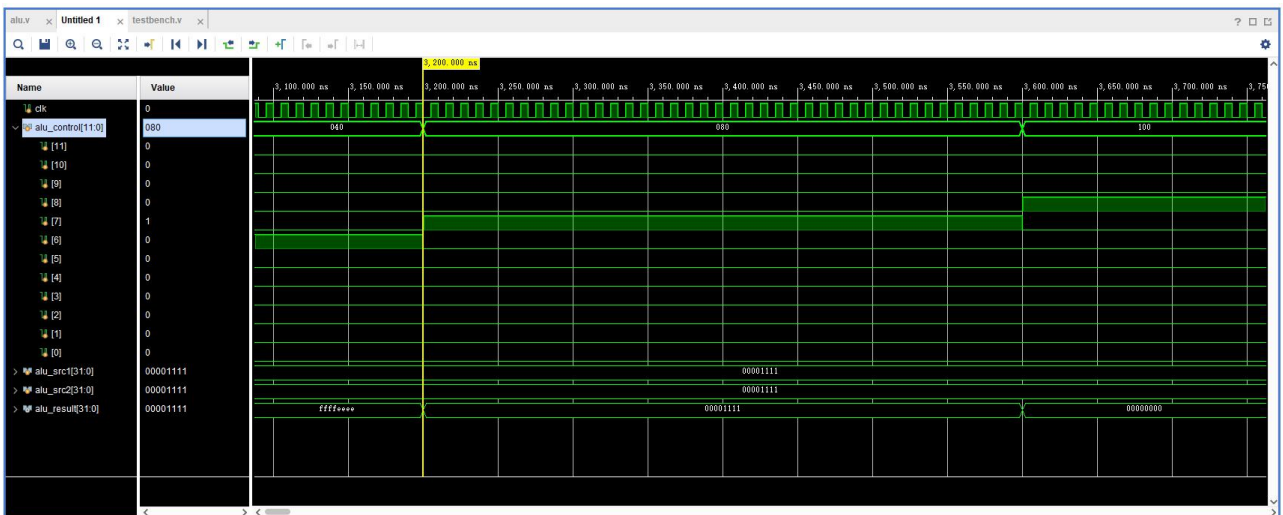 alu.v × Untitled 1 × testbench.v ×
3,200.000 ns
Name Value
3,100.000 ns 3,150.000 ns 3,200.000 ns 3,250.000 ns 3,300.000 ns 3,350.000 ns 3,400.000 ns 3,450.000 ns 3,500.000 ns 3,550.000 ns 3,600.000 ns 3,650.000 ns 3,700.000 ns 3,75
clk 0
alu_control[11:0] 080 040 080 100
[11] 0
[10] 0
[9] 0
[8] 0
[7] 1
[6] 0
[5] 0
[4] 0
[3] 0
[2] 0
[1] 0
[0] 0
alu_src1[31:0] 00001111 00001111
alu_src2[31:0] 00001111 00001111
alu_result[31:0] 00001111 ffffeeee 00001111 00000000